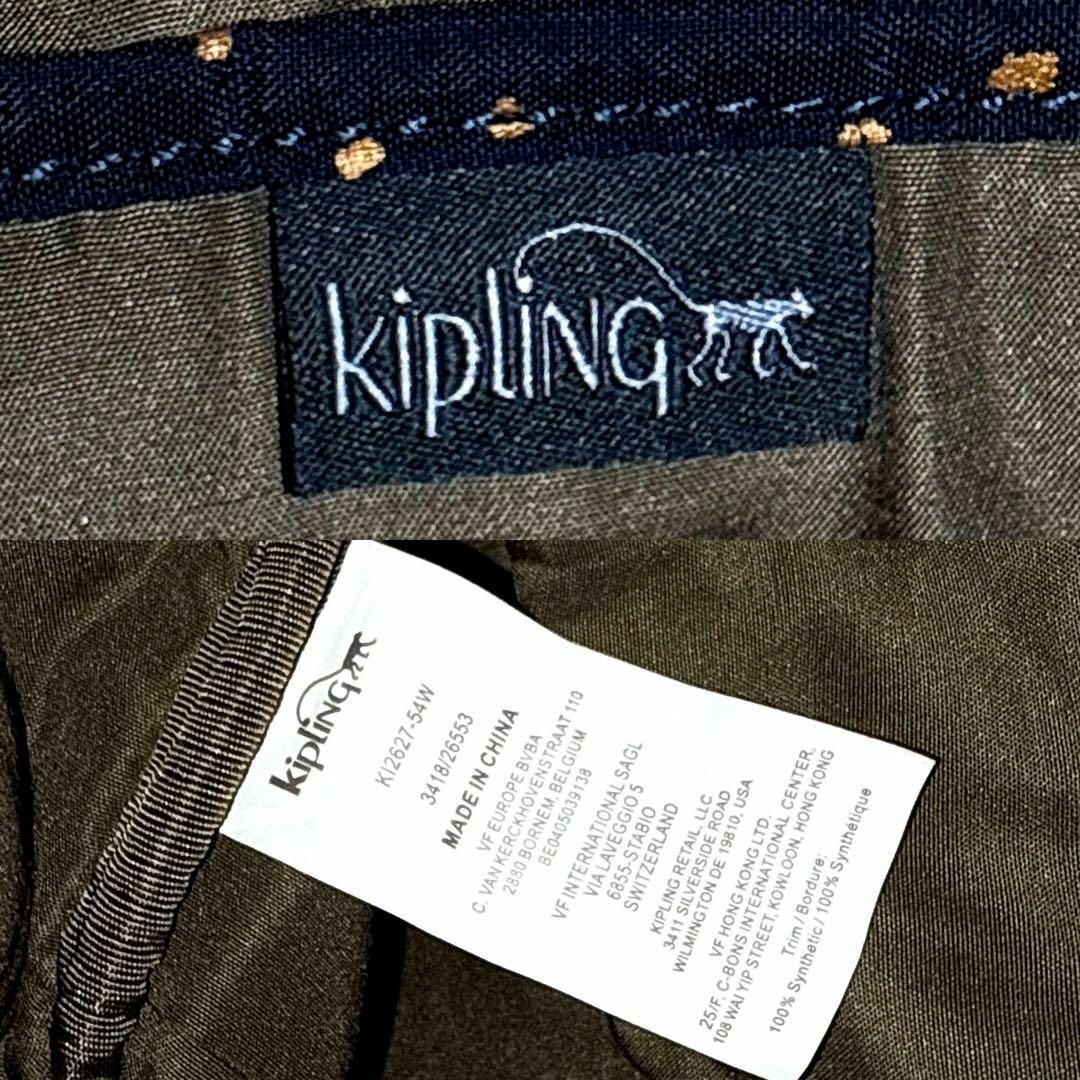 kipling
kipling
KI2627-54W
3418/26553
MADE IN CHINA
VF EUROPE BVBA
C. VAN KERCKHOVENSTRAAT 110
2880 BORNEM, BELGIUM
BE0405039138
VF INTERNATIONAL SAGL
VIA LAVEGGIO 5
6855-STABIO
SWITZERLAND
KIPLING RETAIL LLC
3411 SILVERSIDE ROAD
WILMINGTON DE 19810, USA
VF HONG KONG LTD.
25/F, C-BONS INTERNATIONAL CENTER,
108 WAI YIP STREET, KOWLOON, HONG KONG
Trim / Bordure:
100% Synthetic / 100% Synthétique